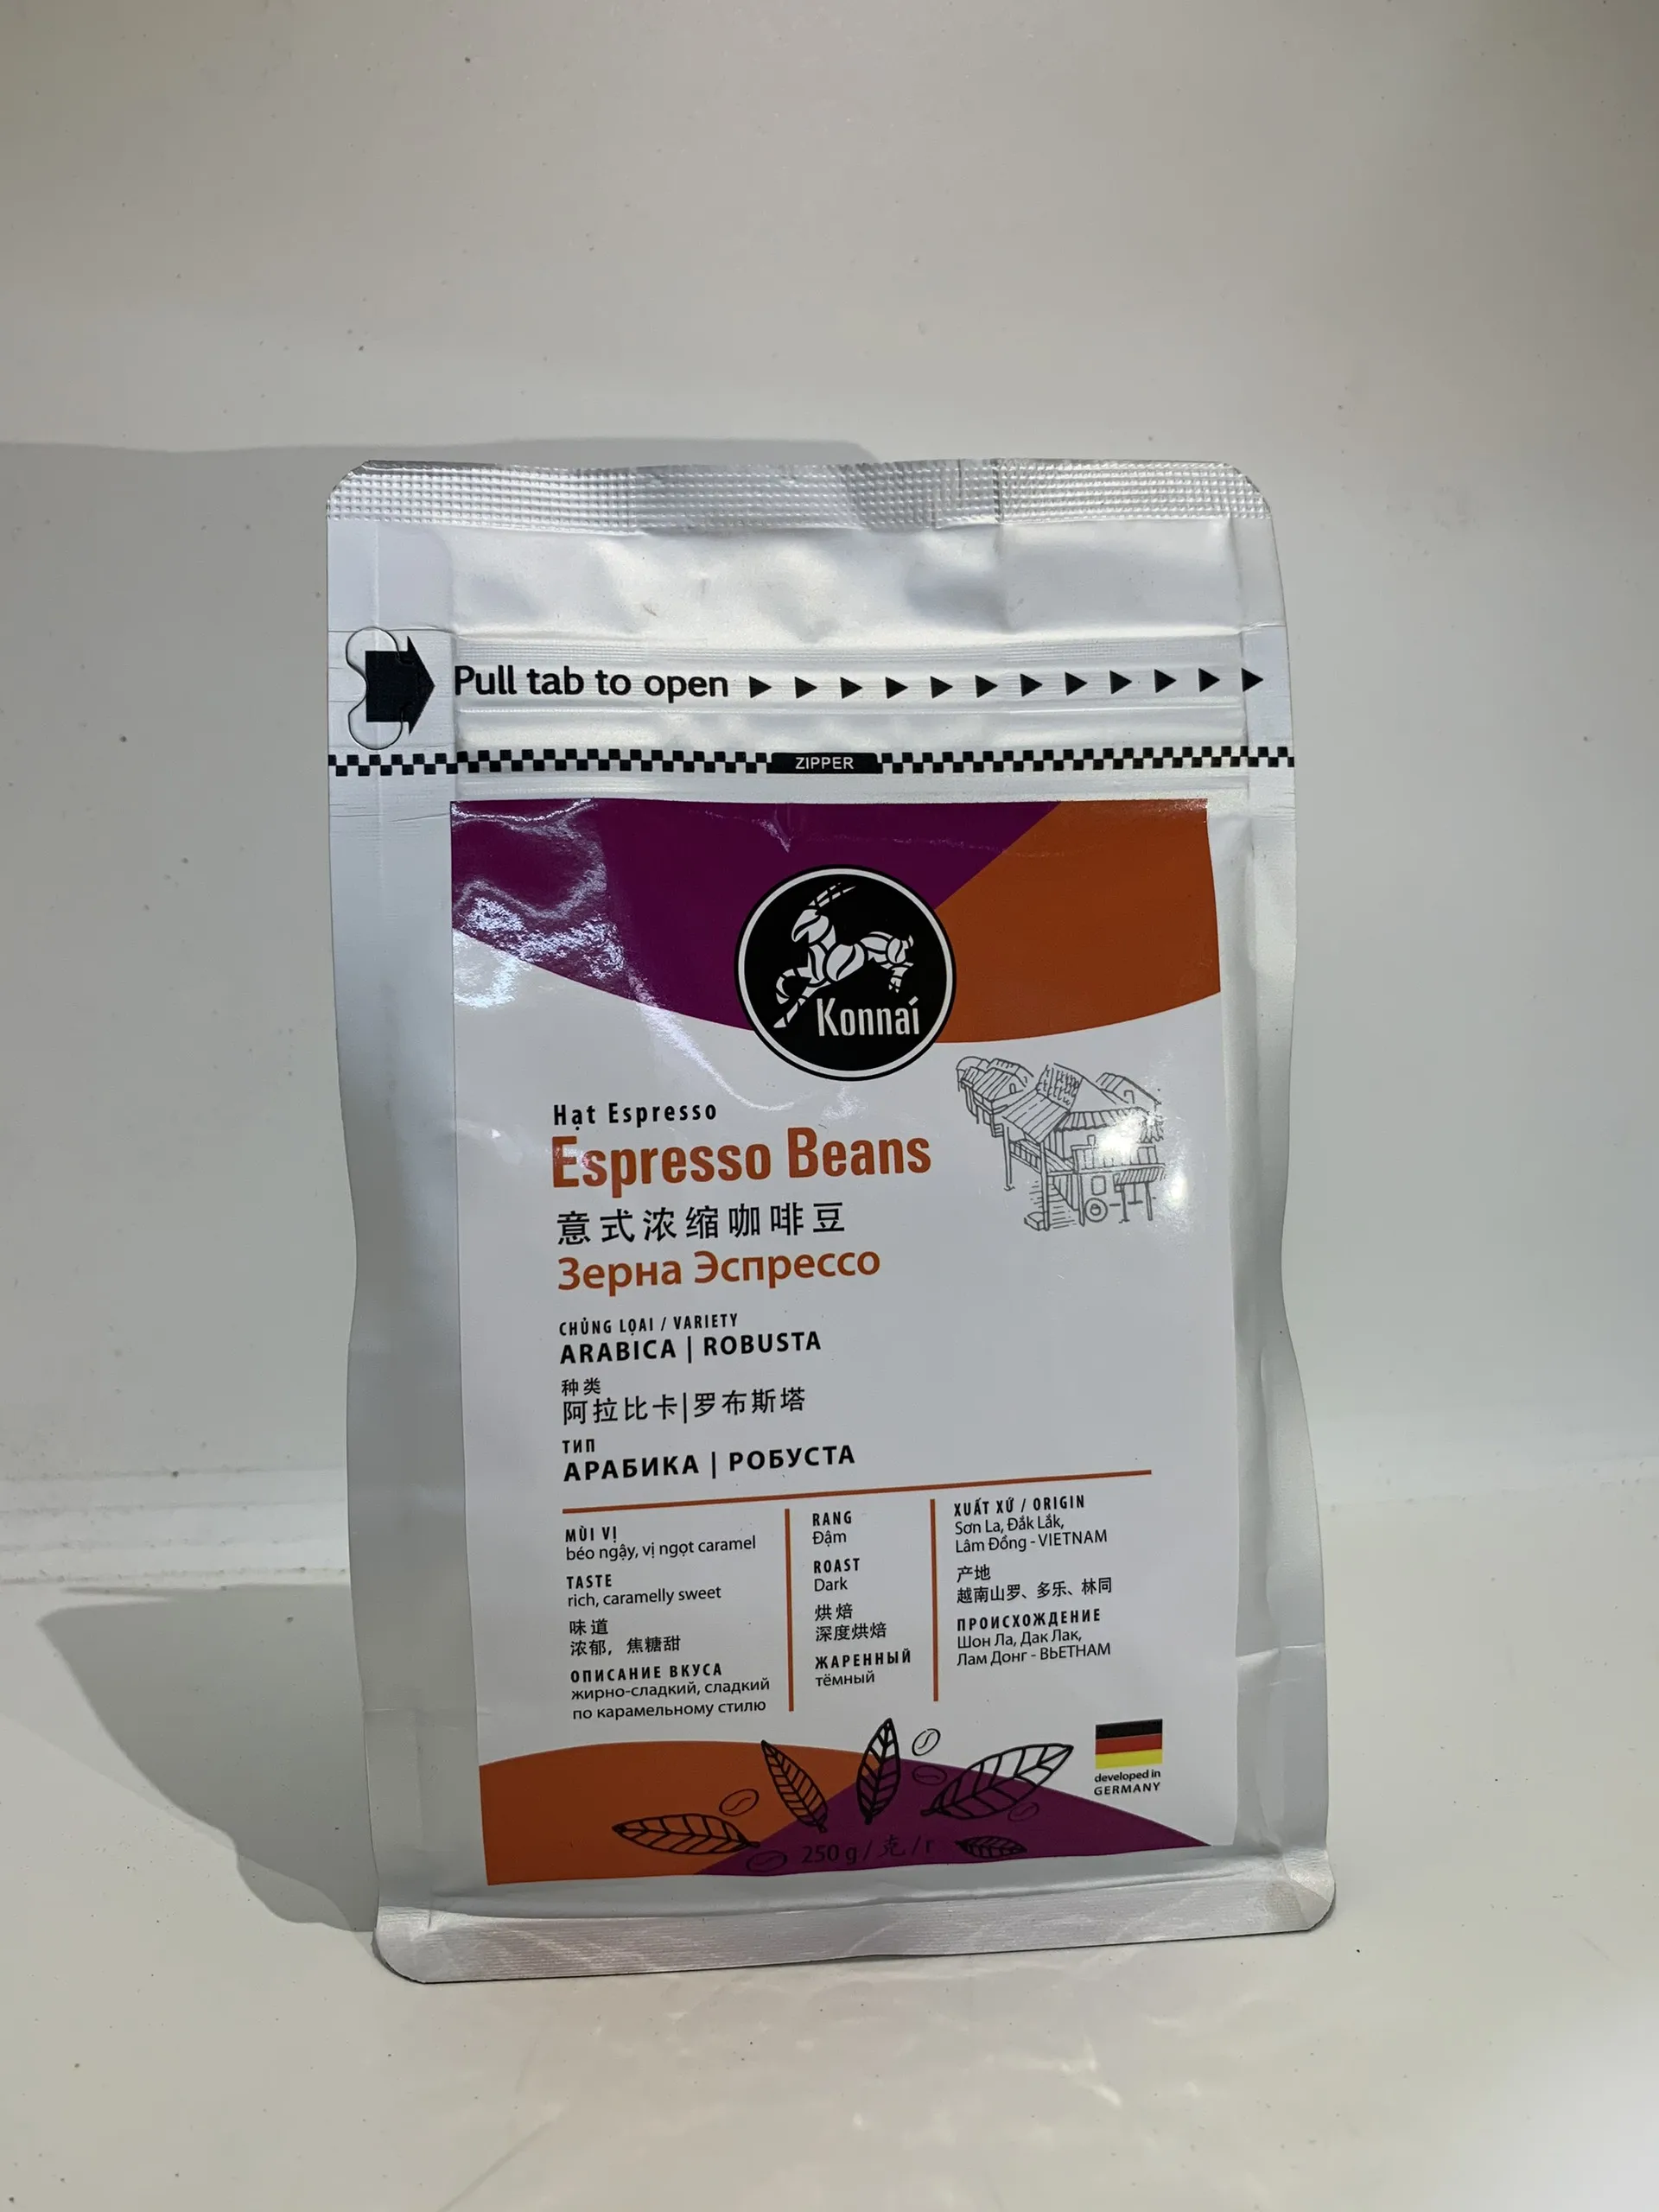 Pull tab to open
ZIPPER
Konnaí
Hạt Espresso
Espresso Beans
意式浓缩咖啡豆
Зерна Эспрессо
CHỦNG LOẠI / VARIETY
ARABICA | ROBUSTA
种类
阿拉比卡|罗布斯塔
ТИП
АРАБИКА | РОБУСТА
MÙI VỊ
béo ngậy, vị ngọt caramel
TASTE
rich, caramelly sweet
味道
浓郁，焦糖甜
ОПИСАНИЕ ВКУСА
жирно-сладкий, сладкий
по карамельному стилю
RANG
Đậm
ROAST
Dark
烘焙
深度烘焙
ЖАРЕННЫЙ
тёмный
XUẤT XỨ / ORIGIN
Sơn La, Đắk Lắk,
Lâm Đồng - VIETNAM
产地
越南山罗、多乐、林同
ПРОИСХОЖДЕНИЕ
Шон Ла, Дак Лак,
Лам Донг - ВЬЕТНАМ
developed in
GERMANY
250 g / 克 / г